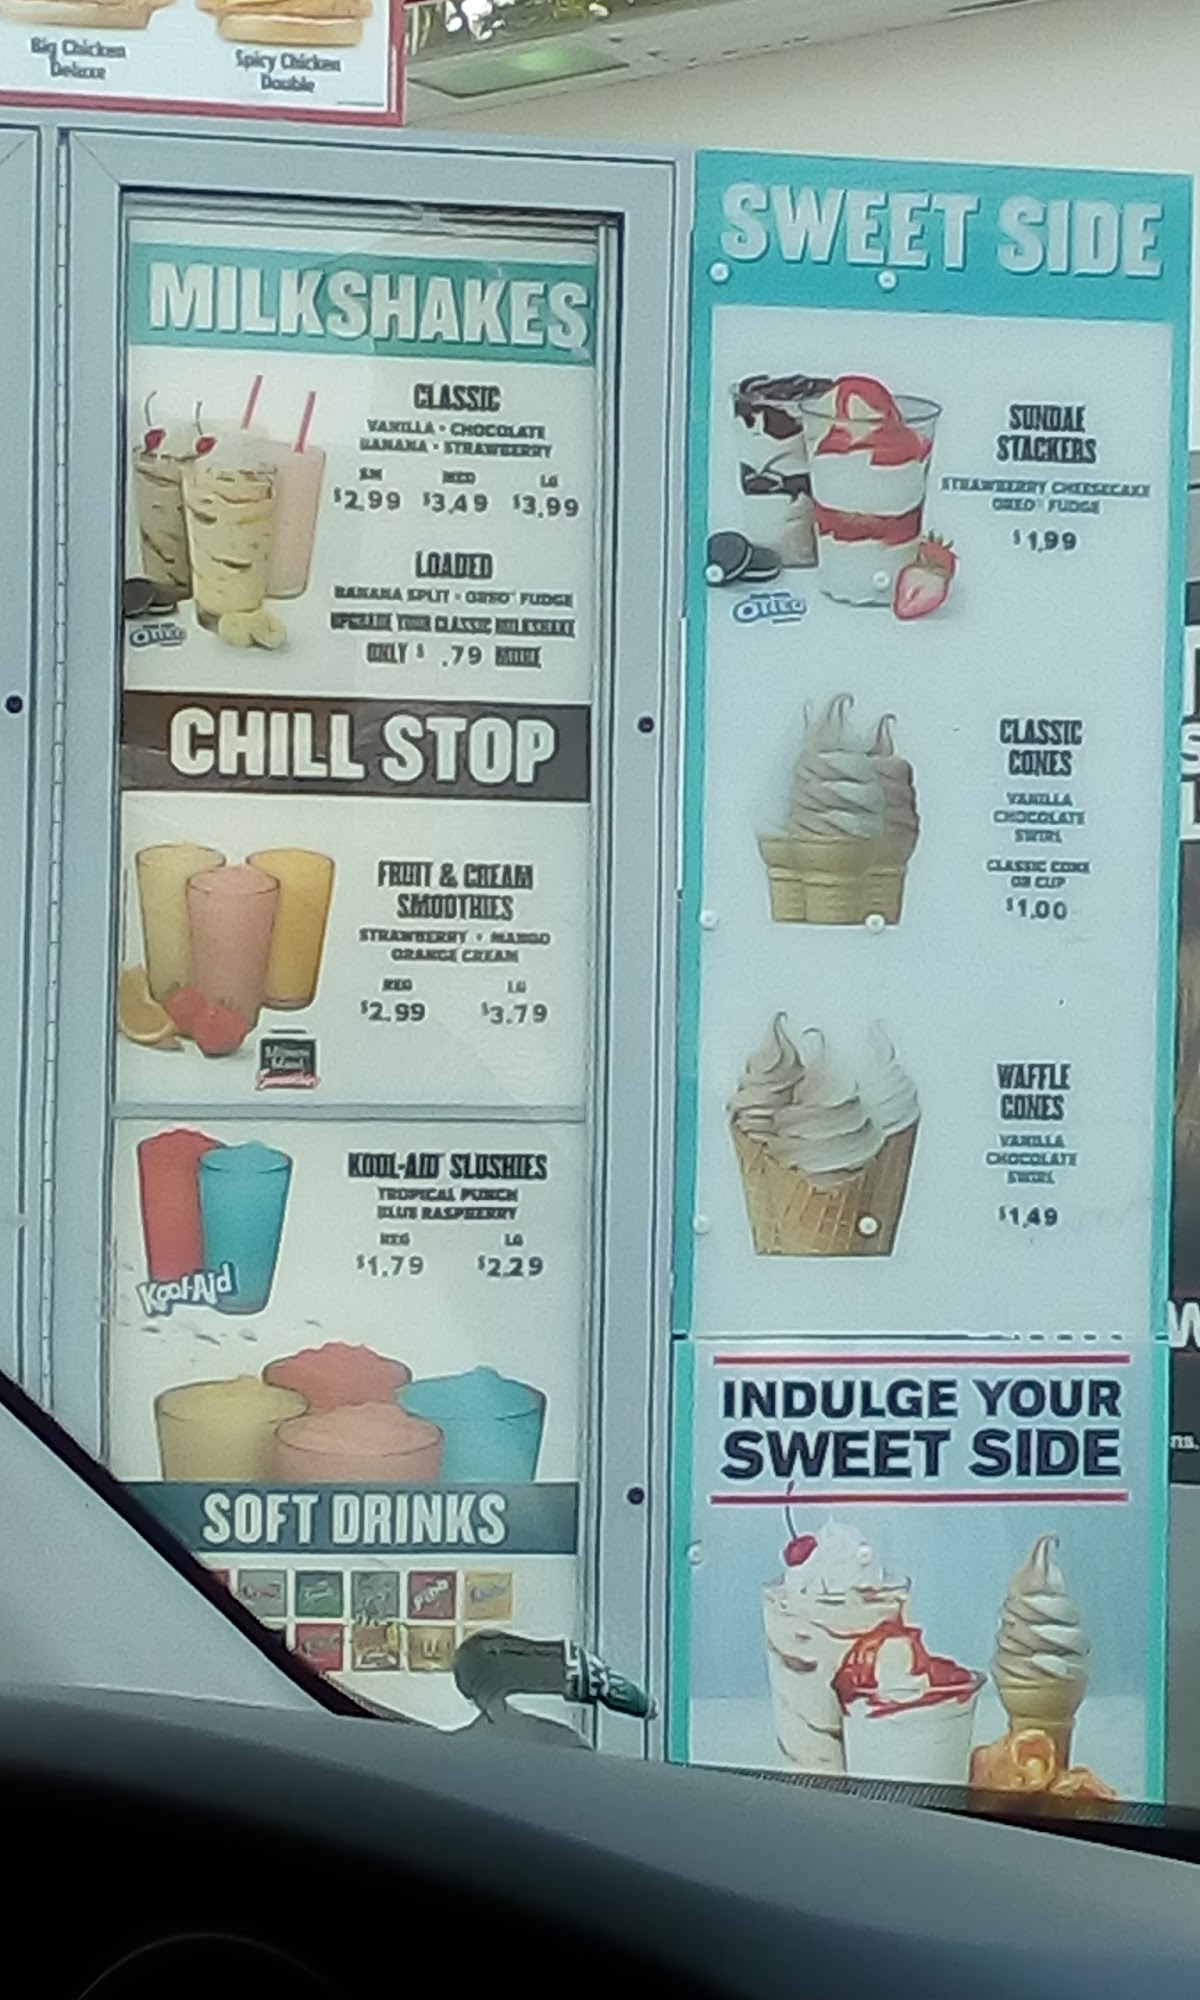 Big Chicken
Deluxe
Spicy Chicken
Double
MILKSHAKES
CLASSIC
VANILLA • CHOCOLATE
BANANA • STRAWBERRY
SM MED LG
$2.99 $3.49 $3.99
LOADED
BANANA SPLIT • OREO® FUDGE
UPGRADE YOUR CLASSIC MILKSHAKE
ONLY $ .79 MORE
OREO
CHILL STOP
FRUIT & CREAM
SMOOTHIES
STRAWBERRY • MANGO
ORANGE CREAM
REG LG
$2.99 $3.79
Minute
Maid
Smoothies
KOOL-AID® SLUSHIES
TROPICAL PUNCH
BLUE RASPBERRY
REG LG
$1.79 $2.29
Kool-Aid
SOFT DRINKS
SWEET SIDE
SUNDAE
STACKERS
STRAWBERRY CHEESECAKE
OREO® FUDGE
$1.99
OREO
CLASSIC
CONES
VANILLA
CHOCOLATE
SWIRL
CLASSIC CONE
OR CUP
$1.00
WAFFLE
CONES
VANILLA
CHOCOLATE
SWIRL
$1.49
INDULGE YOUR
SWEET SIDE